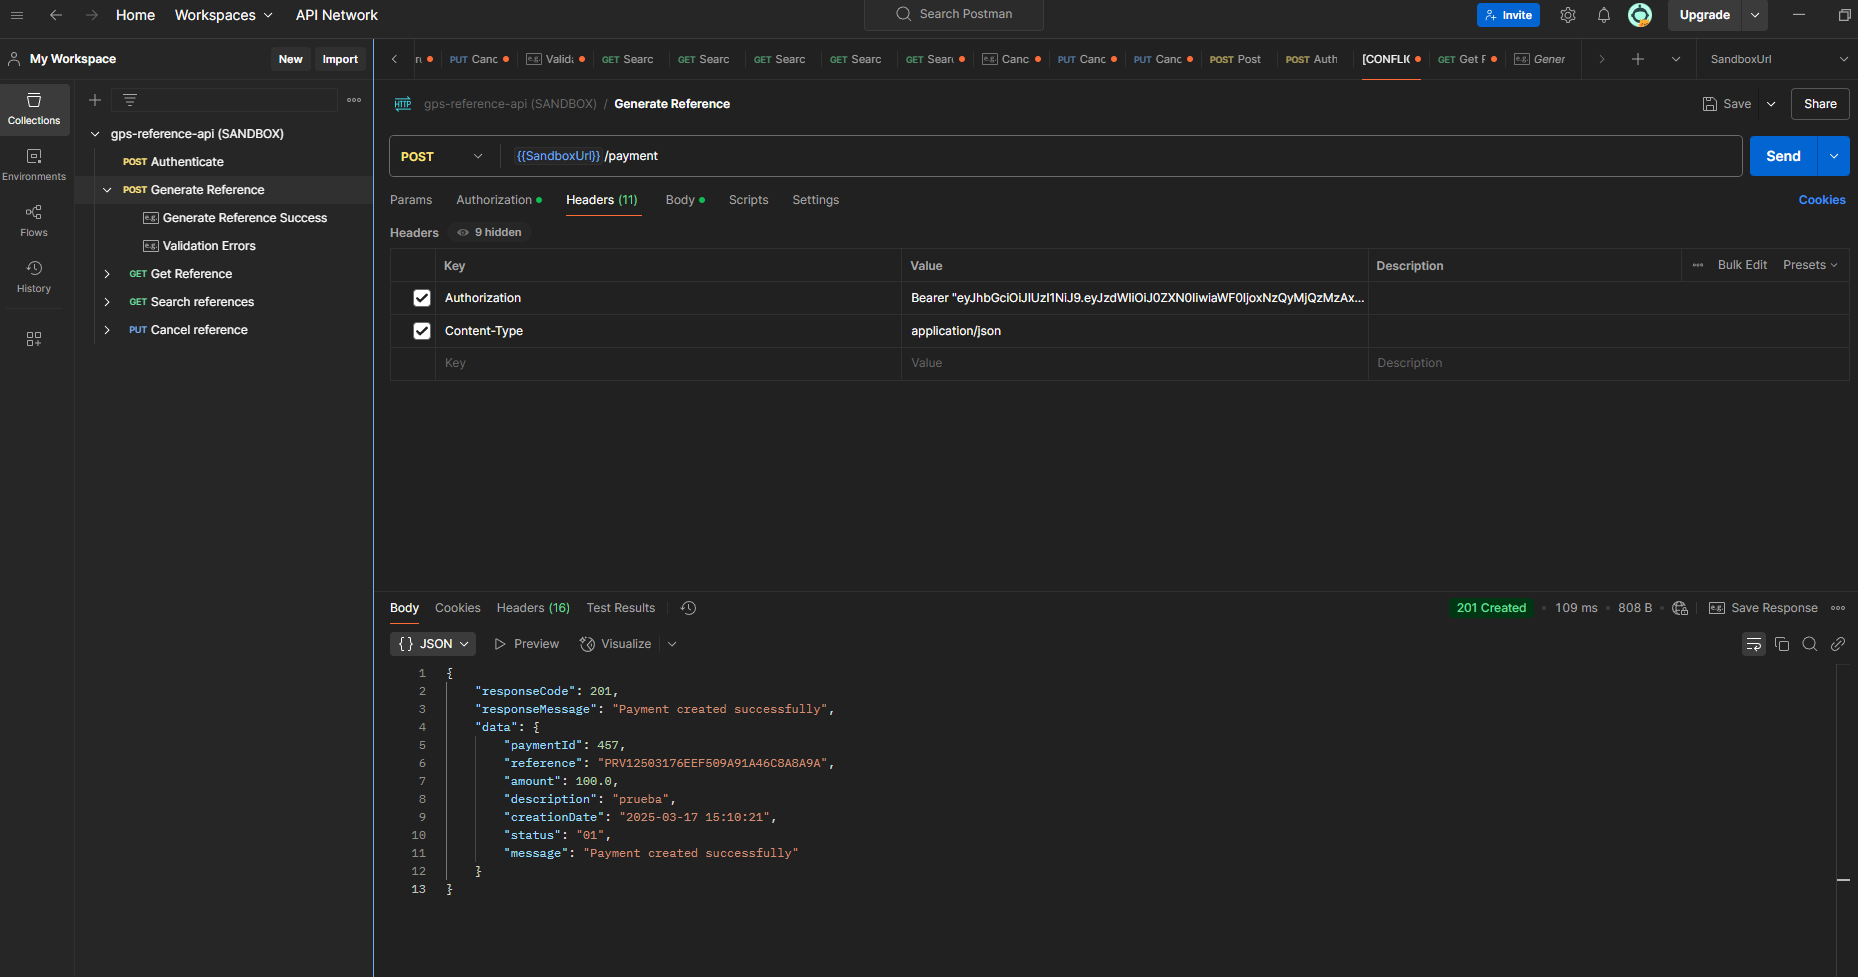 Home Workspaces API Network Search Postman Invite Upgrade
My Workspace New Import
PUT Canc Valid GET Searc GET Searc GET Searc GET Searc GET Sear Canc PUT Canc PUT Canc POST Post POST Auth [CONFLI GET Get F Gener SandboxUrl
Collections
Environments
Flows
History
gps-reference-api (SANDBOX)
POST Authenticate
POST Generate Reference
e.g. Generate Reference Success
e.g. Validation Errors
GET Get Reference
GET Search references
PUT Cancel reference
HTTP gps-reference-api (SANDBOX) / Generate Reference Save Share
POST {{SandboxUrl}} /payment Send
Params Authorization Headers (11) Body Scripts Settings Cookies
Headers 9 hidden
Key Value Description Bulk Edit Presets
Authorization Bearer "eyJhbGciOiJIUzI1NiJ9.eyJzdWIiOiJ0ZXN0IiwiaWF0IjoxNzQyMjQzMzAx...
Content-Type application/json
Key Value Description
Body Cookies Headers (16) Test Results 201 Created 109 ms 808 B e.g. Save Response
{} JSON Preview Visualize
1 {
2 "responseCode": 201,
3 "responseMessage": "Payment created successfully",
4 "data": {
5 "paymentId": 457,
6 "reference": "PRV12503176EEF509A91A46C8A8A9A",
7 "amount": 100.0,
8 "description": "prueba",
9 "creationDate": "2025-03-17 15:10:21",
10 "status": "01",
11 "message": "Payment created successfully"
12 }
13 }